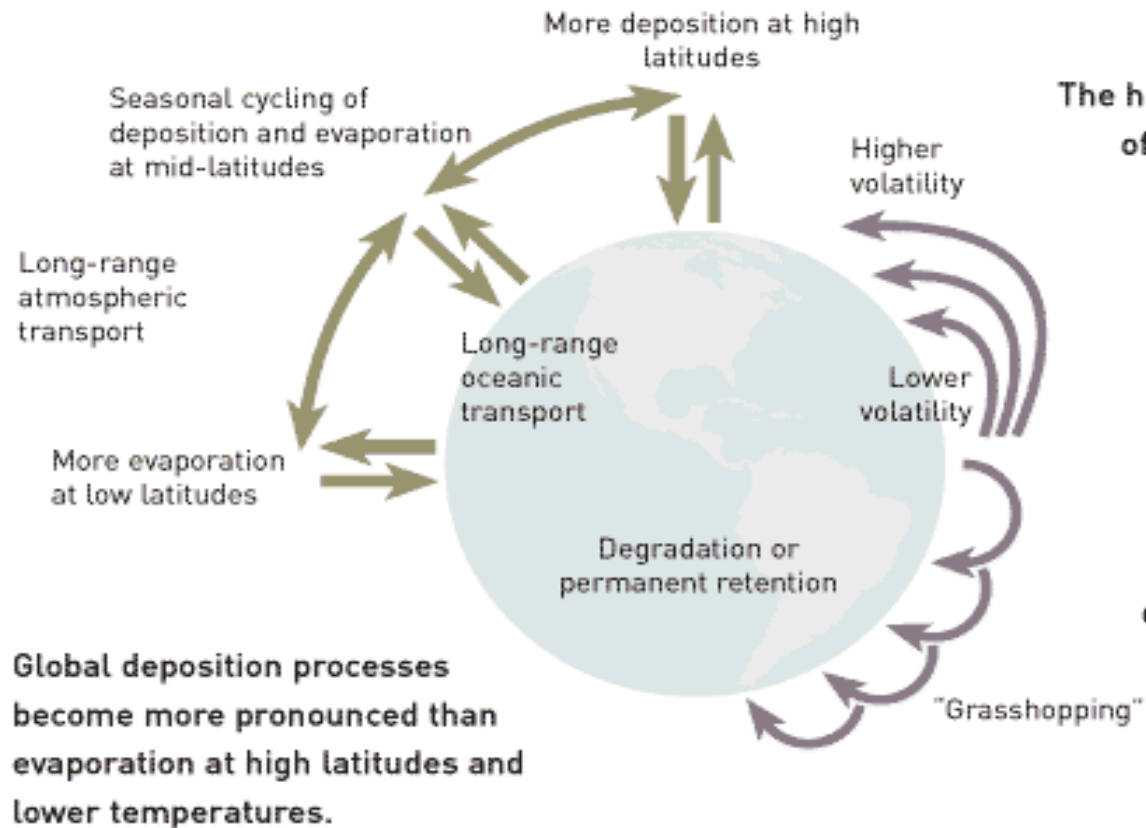 More deposition at high
latitudes
Seasonal cycling of
deposition and evaporation
at mid-latitudes
The h
of
Higher
volatility
Long-range
atmospheric
transport
Long-range
oceanic
transport
Lower
volatility
More evaporation
at low latitudes
Degradation or
permanent retention
Global deposition processes
become more pronounced than
evaporation at high latitudes and
lower temperatures.
"Grasshopping"